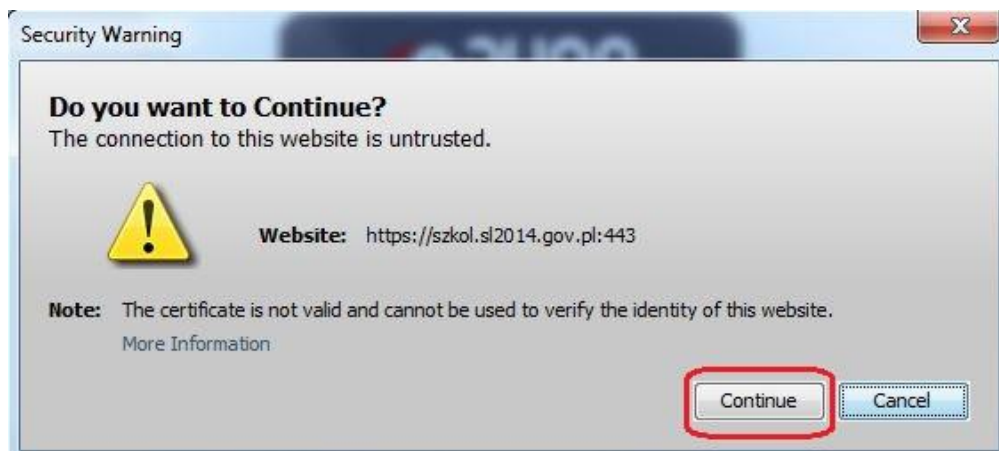 Security Warning
Do you want to Continue?
The connection to this website is untrusted.
Website: https://szkol.sl2014.gov.pl:443
Note: The certificate is not valid and cannot be used to verify the identity of this website.
More Information
Continue Cancel